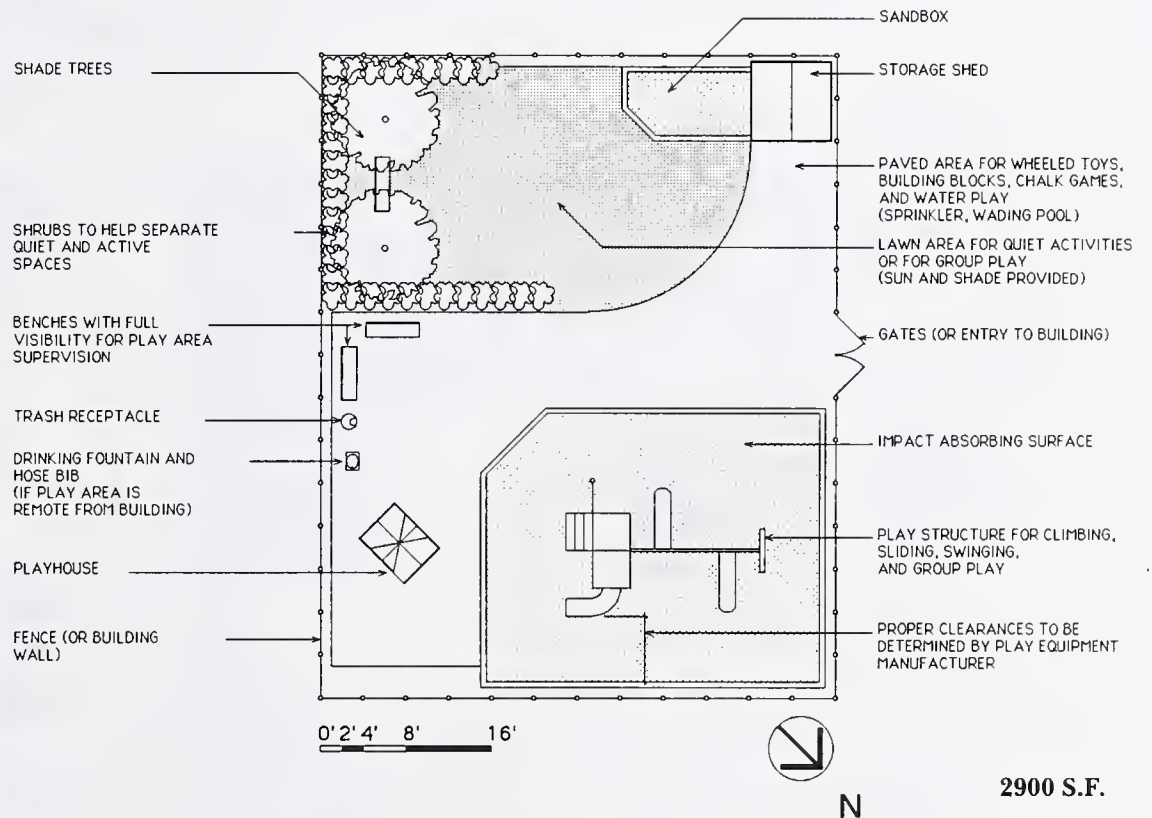 SANDBOX
SHADE TREES
STORAGE SHED
PAVED AREA FOR WHEELED TOYS,
BUILDING BLOCKS, CHALK GAMES,
AND WATER PLAY
(SPRINKLER, WADING POOL)
SHRUBS TO HELP SEPARATE
QUIET AND ACTIVE
SPACES
LAWN AREA FOR QUIET ACTIVITIES
OR FOR GROUP PLAY
(SUN AND SHADE PROVIDED)
BENCHES WITH FULL
VISIBILITY FOR PLAY AREA
SUPERVISION
GATES (OR ENTRY TO BUILDING)
TRASH RECEPTACLE
IMPACT ABSORBING SURFACE
DRINKING FOUNTAIN AND
HOSE BIB
(IF PLAY AREA IS
REMOTE FROM BUILDING)
PLAY STRUCTURE FOR CLIMBING,
SLIDING, SWINGING,
AND GROUP PLAY
PLAYHOUSE
FENCE (OR BUILDING
WALL)
PROPER CLEARANCES TO BE
DETERMINED BY PLAY EQUIPMENT
MANUFACTURER
0' 2' 4' 8' 16'
N
2900 S.F.